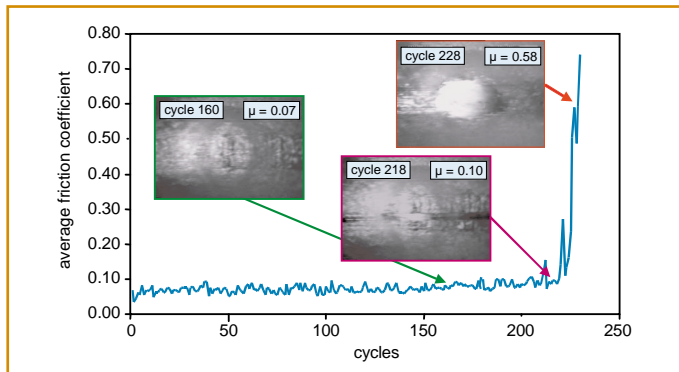 average friction coefficient
0.80
0.70
0.60
0.50
0.40
0.30
0.20
0.10
0.00
cycle 228 μ = 0.58
cycle 160 μ = 0.07
cycle 218 μ = 0.10
0 50 100 150 200 250
cycles